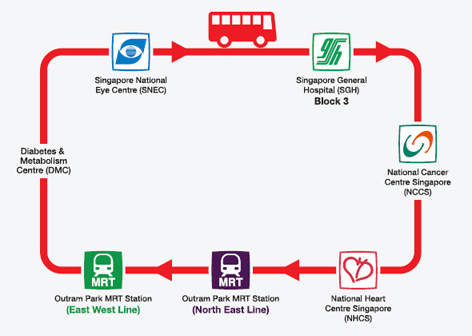 Singapore National
Eye Centre (SNEC)
Singapore General
Hospital (SGH)
Block 3
Diabetes &
Metabolism
Centre (DMC)
National Cancer
Centre Singapore
(NCCS)
MRT
Outram Park MRT Station
(East West Line)
MRT
Outram Park MRT Station
(North East Line)
National Heart
Centre Singapore
(NHCS)